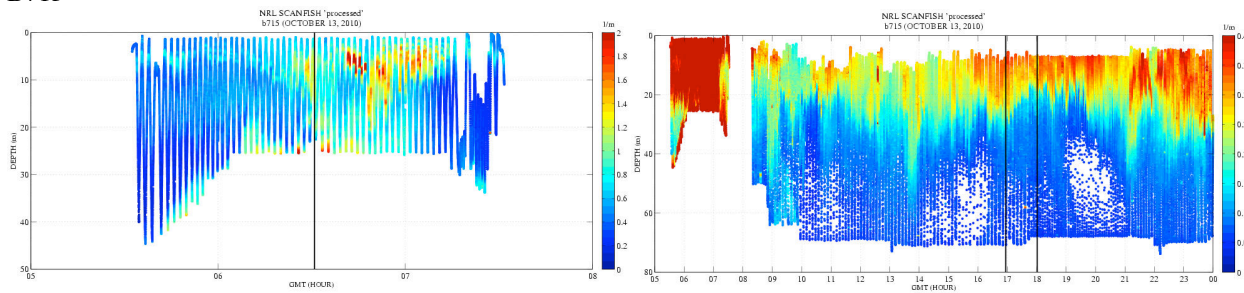 NRL SCANFISH 'processed'
b715 (OCTOBER 13, 2010)
1/m
DEPTH (m)
0
10
20
30
40
50
05 06 07 08
GMT (HOUR)
2
1.8
1.6
1.4
1.2
1
0.8
0.6
0.4
0.2
0
NRL SCANFISH 'processed'
b715 (OCTOBER 13, 2010)
1/m
DEPTH (m)
0
20
40
60
80
05 06 07 08 09 10 11 12 13 14 15 16 17 18 19 20 21 22 23 00
GMT (HOUR)
0